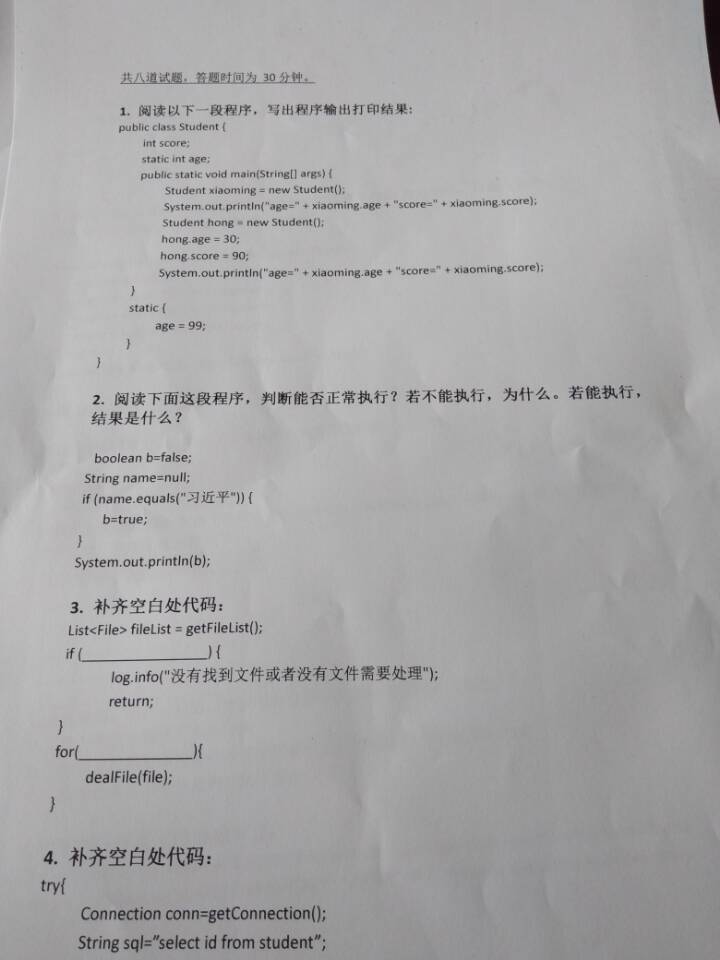 共八道试题，答题时间为 30 分钟。
1. 阅读以下一段程序，写出程序输出打印结果:
public class Student {
int score;
static int age;
public static void main(String[] args) {
Student xiaoming = new Student();
System.out.println("age=" + xiaoming.age + "score=" + xiaoming.score);
Student hong = new Student();
hong.age = 30;
hong.score = 90;
System.out.println("age=" + xiaoming.age + "score=" + xiaoming.score);
}
static {
age = 99;
}
}
2. 阅读下面这段程序，判断能否正常执行？若不能执行，为什么。若能执行，
结果是什么？
boolean b=false;
String name=null;
if (name.equals("习近平")) {
b=true;
}
System.out.println(b);
3. 补齐空白处代码：
List<File> fileList = getFileList();
if (________________) {
log.info("没有找到文件或者没有文件需要处理");
return;
}
for(______________){
dealFile(file);
}
4. 补齐空白处代码：
try{
Connection conn=getConnection();
String sql=”select id from student”;